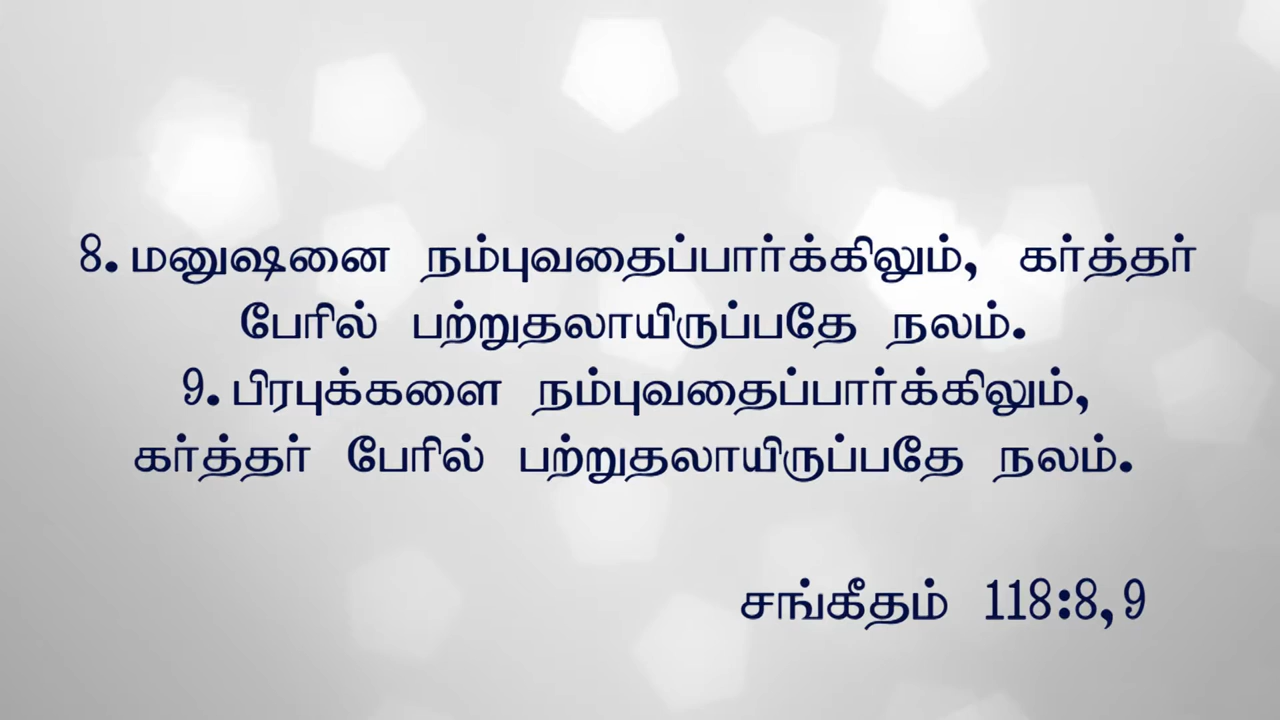 8. மனுஷனை நம்புவதைப்பார்க்கிலும், கர்த்தர்
பேரில் பற்றுதலாயிருப்பதே நலம்.
9. பிரபுக்களை நம்புவதைப்பார்க்கிலும்,
கர்த்தர் பேரில் பற்றுதலாயிருப்பதே நலம்.
சங்கீதம் 118:8, 9